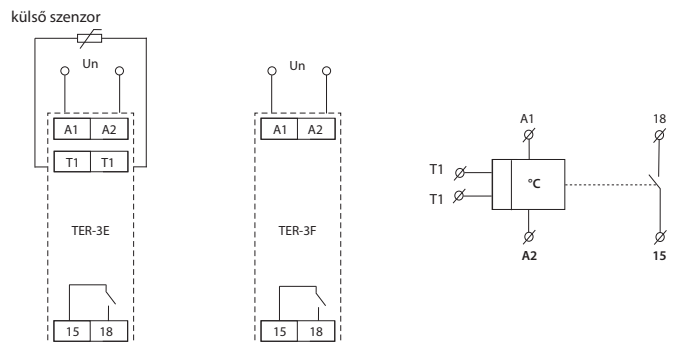 külső szenzor
Un
A1 A2
T1 T1
TER-3E
15 18
Un
A1 A2
TER-3F
15 18
A1
18
T1
T1
°C
A2
15